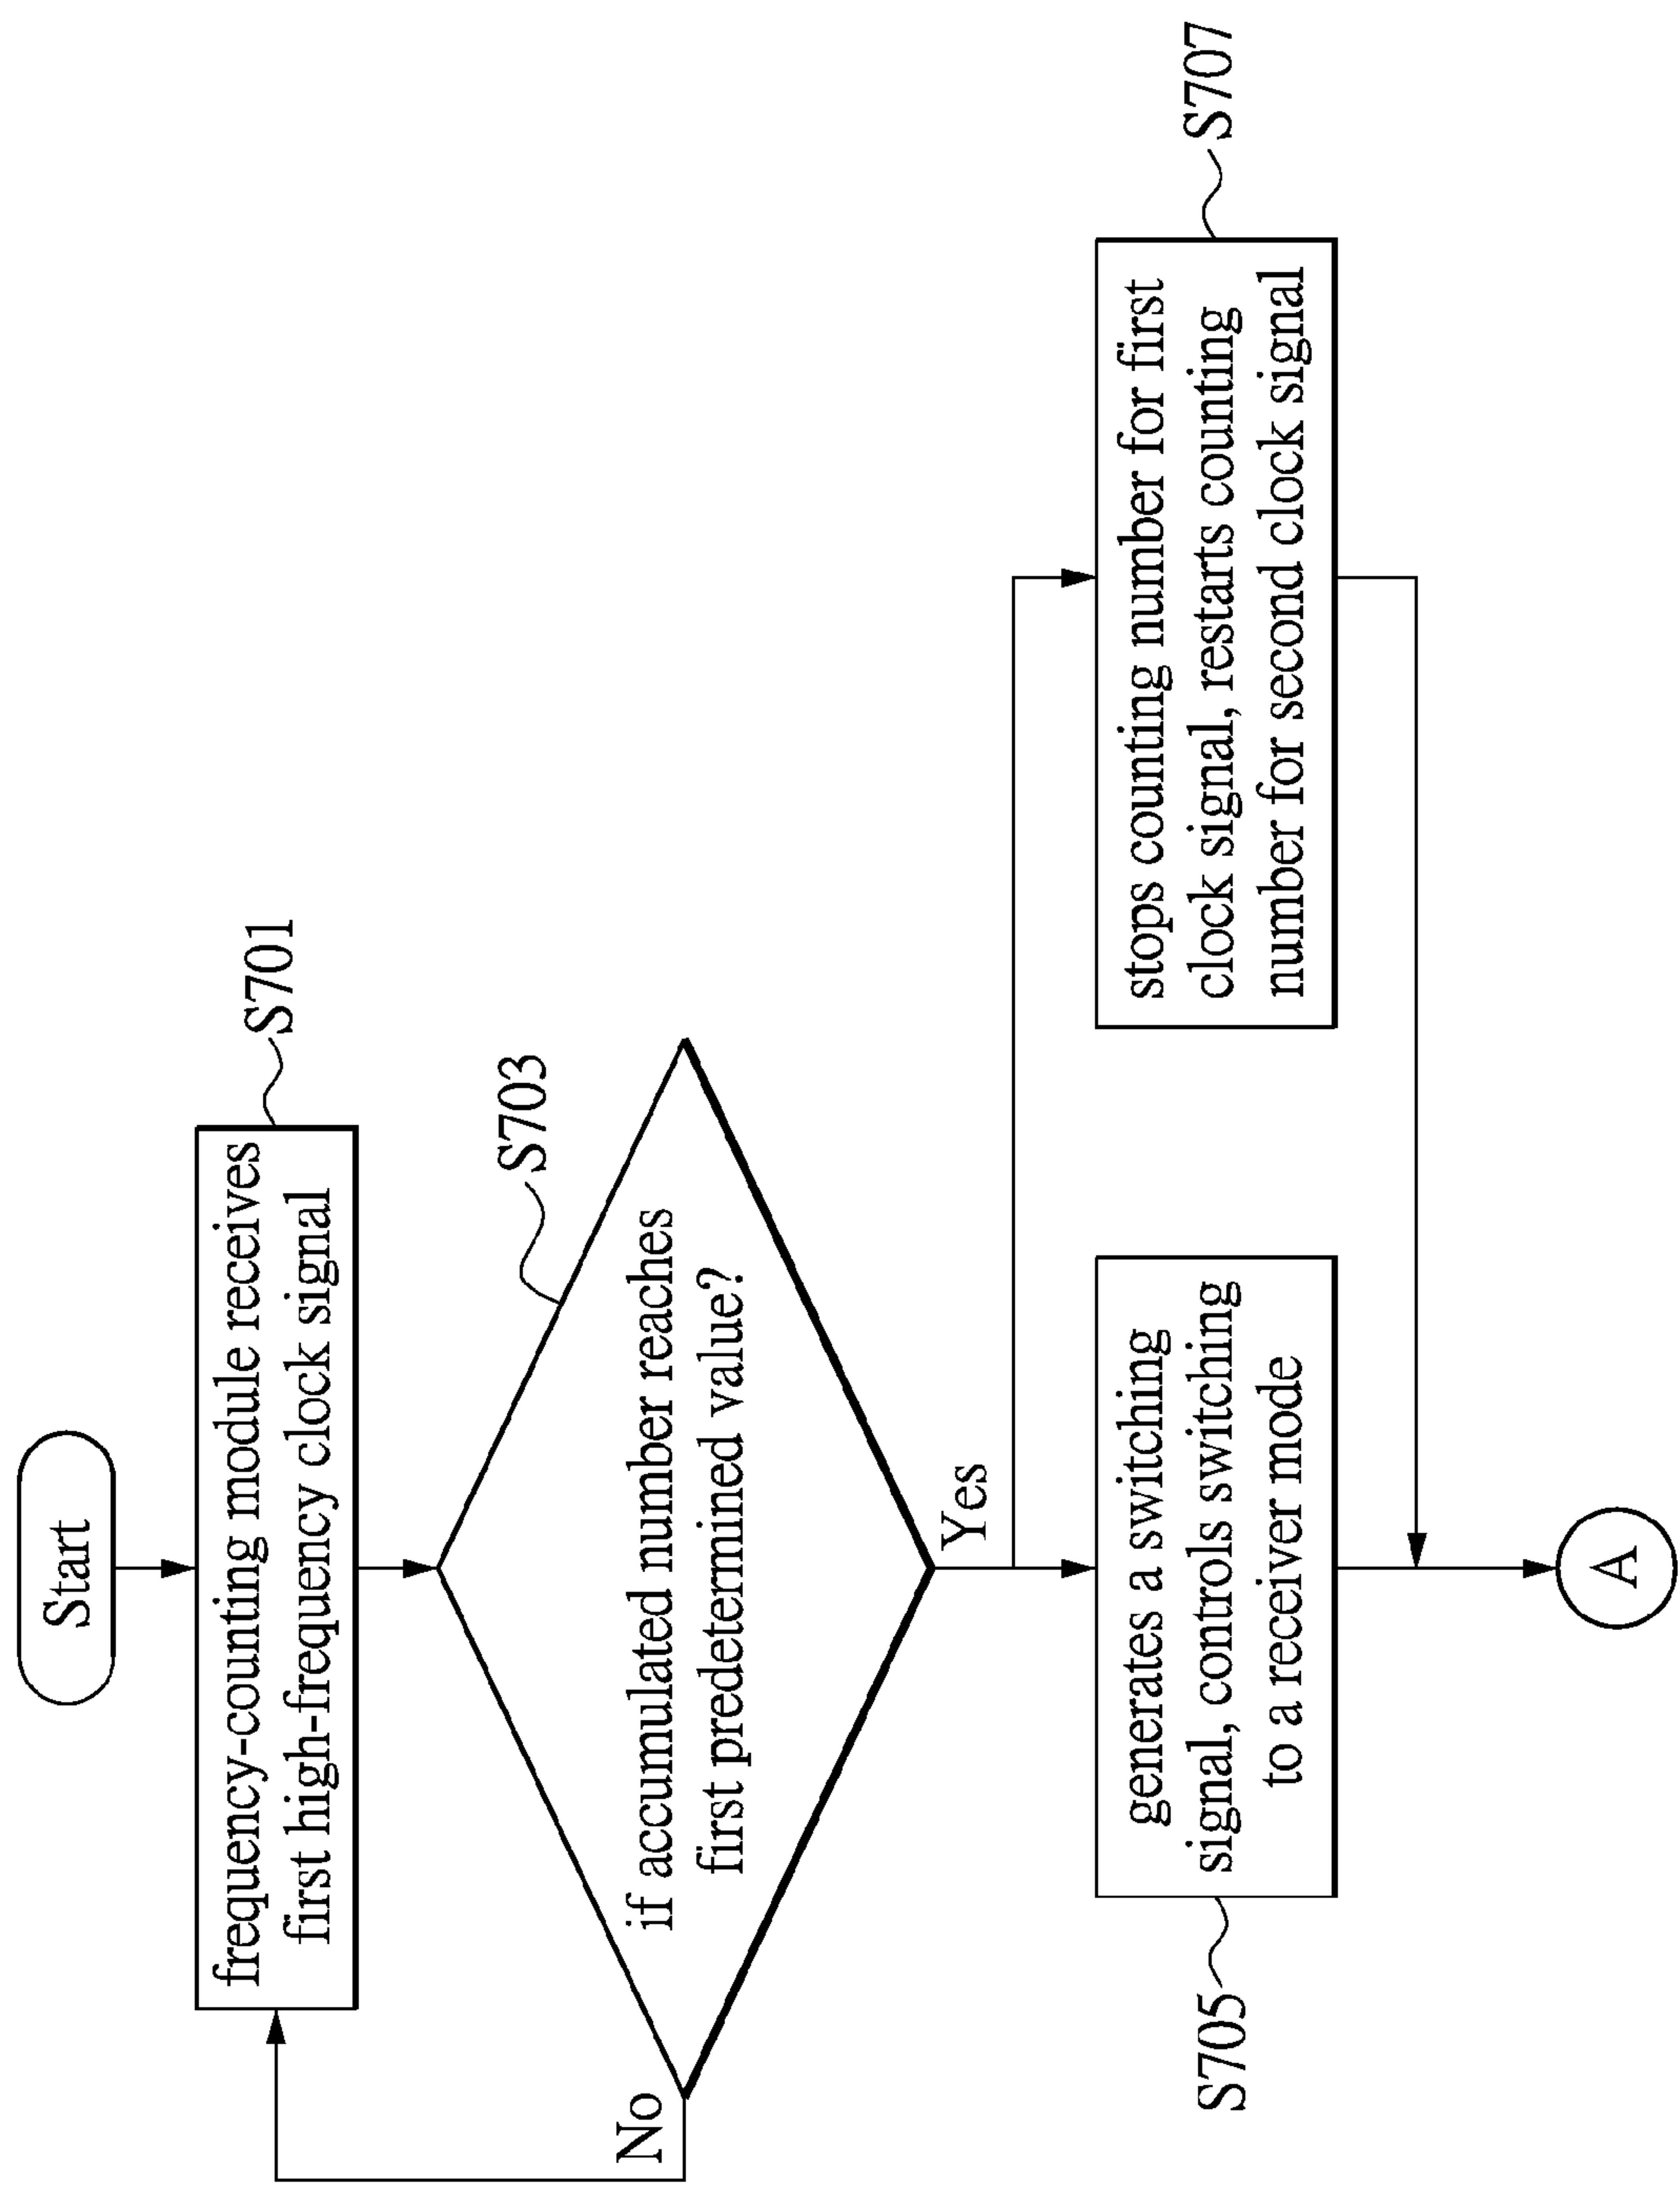 Start
frequency-counting module receives
first high-frequency clock signal
S701
if accumulated number reaches
first predetermined value?
S703
No
Yes
generates a switching
signal, controls switching
to a receiver mode
S705
stops counting number for first
clock signal, restarts counting
number for second clock signal
S707
A